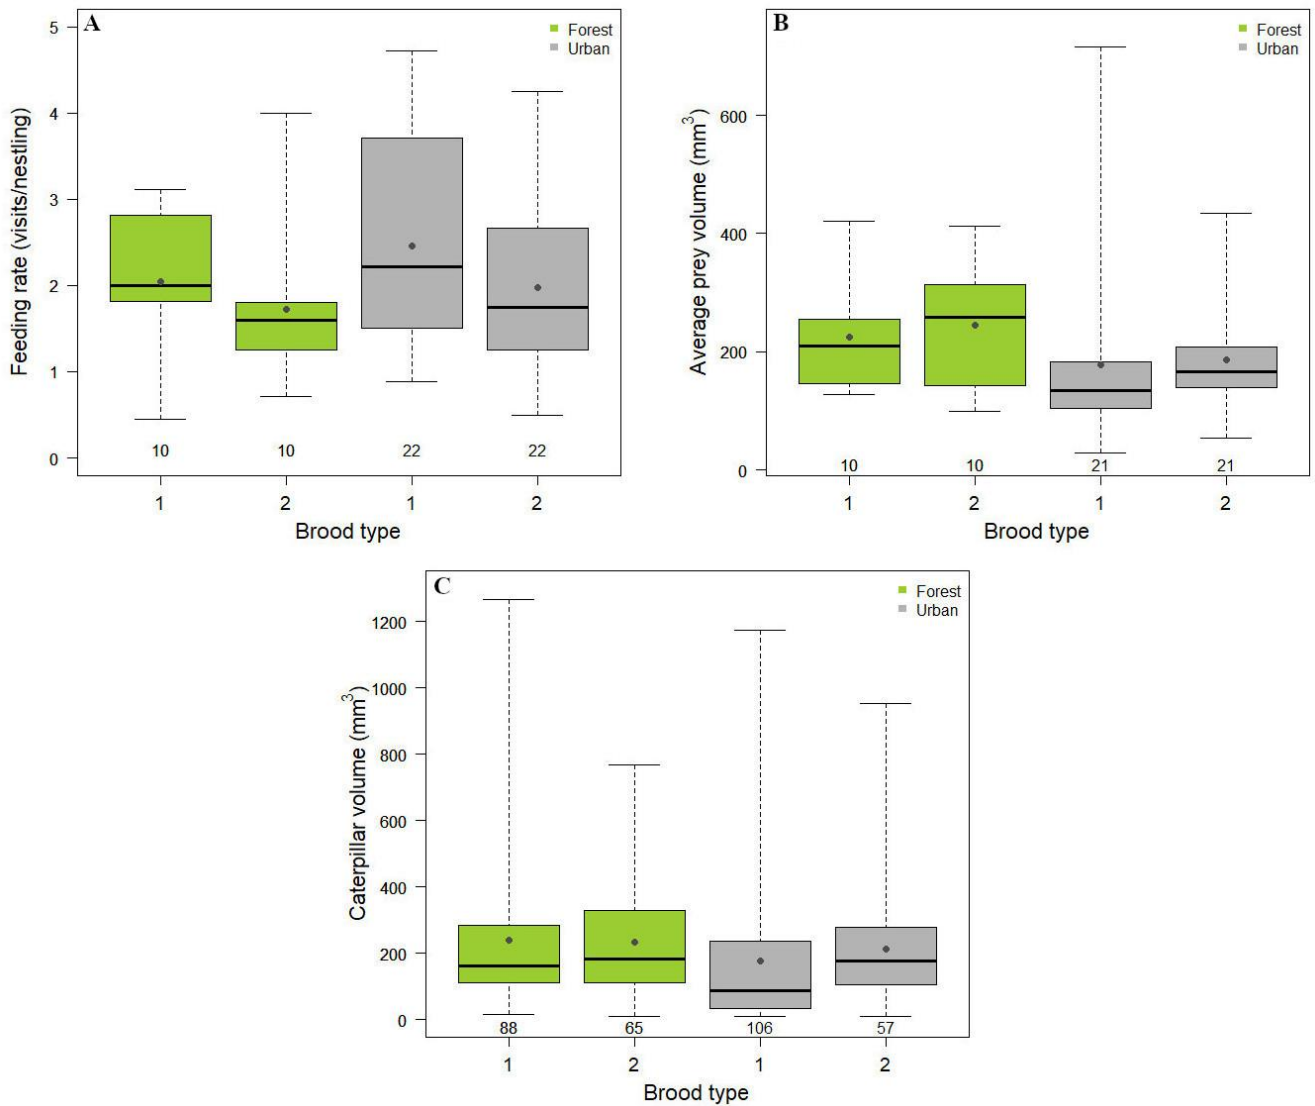 A
Forest
Urban
Feeding rate (visits/nestling)
5
4
3
2
1
0
10 10 22 22
1 2 1 2
Brood type
B
Forest
Urban
Average prey volume (mm³)
600
400
200
0
10 10 21 21
1 2 1 2
Brood type
C
Forest
Urban
Caterpillar volume (mm³)
1200
1000
800
600
400
200
0
88 65 106 57
1 2 1 2
Brood type